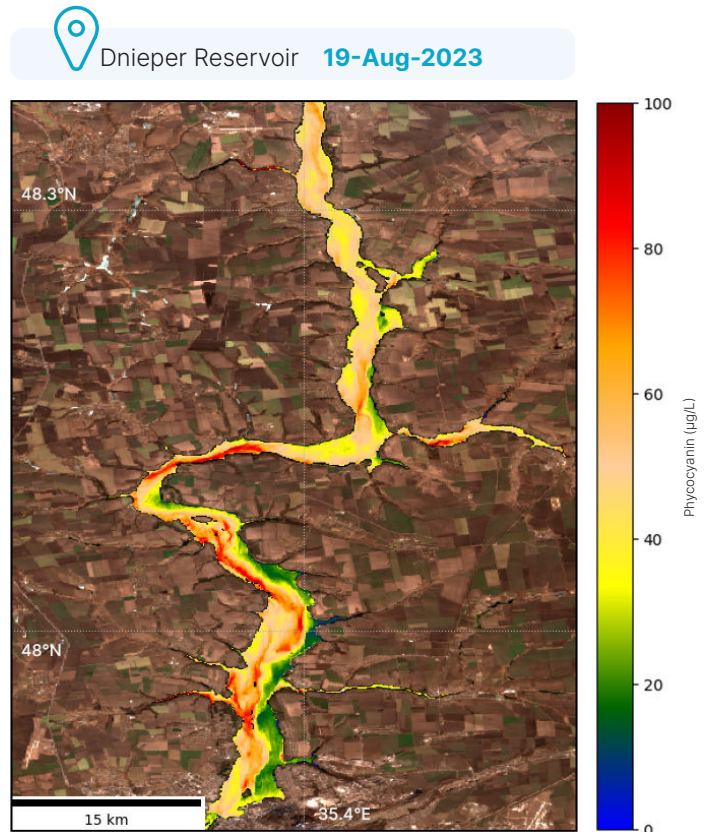 Dnieper Reservoir 19-Aug-2023
48.3°N
48°N
35.4°E
15 km
100
80
60
40
20
0
Phycocyanin (µg/L)